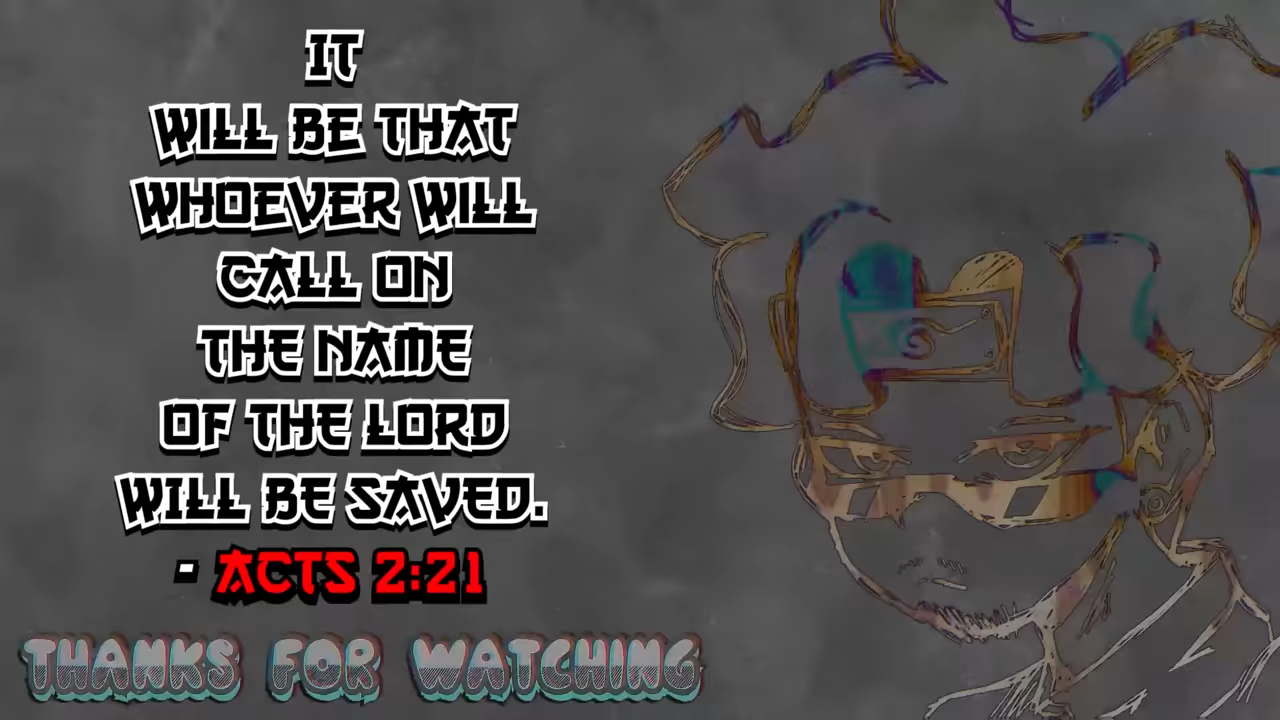 IT
WILL BE THAT
WHOEVER WILL
CALL ON
THE NAME
OF THE LORD
WILL BE SAVED.
- ACTS 2:21
THANKS FOR WATCHING